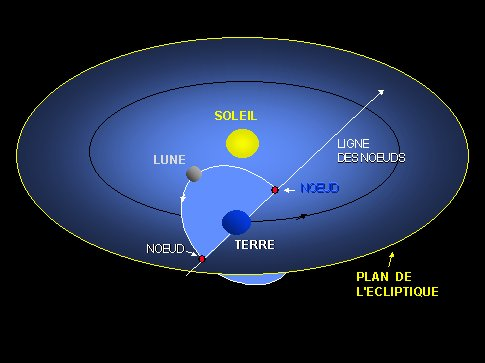 SOLEIL
LIGNE
DES NOEUDS
LUNE
NOEUD
NOEUD
TERRE
PLAN DE
L'ECLIPTIQUE